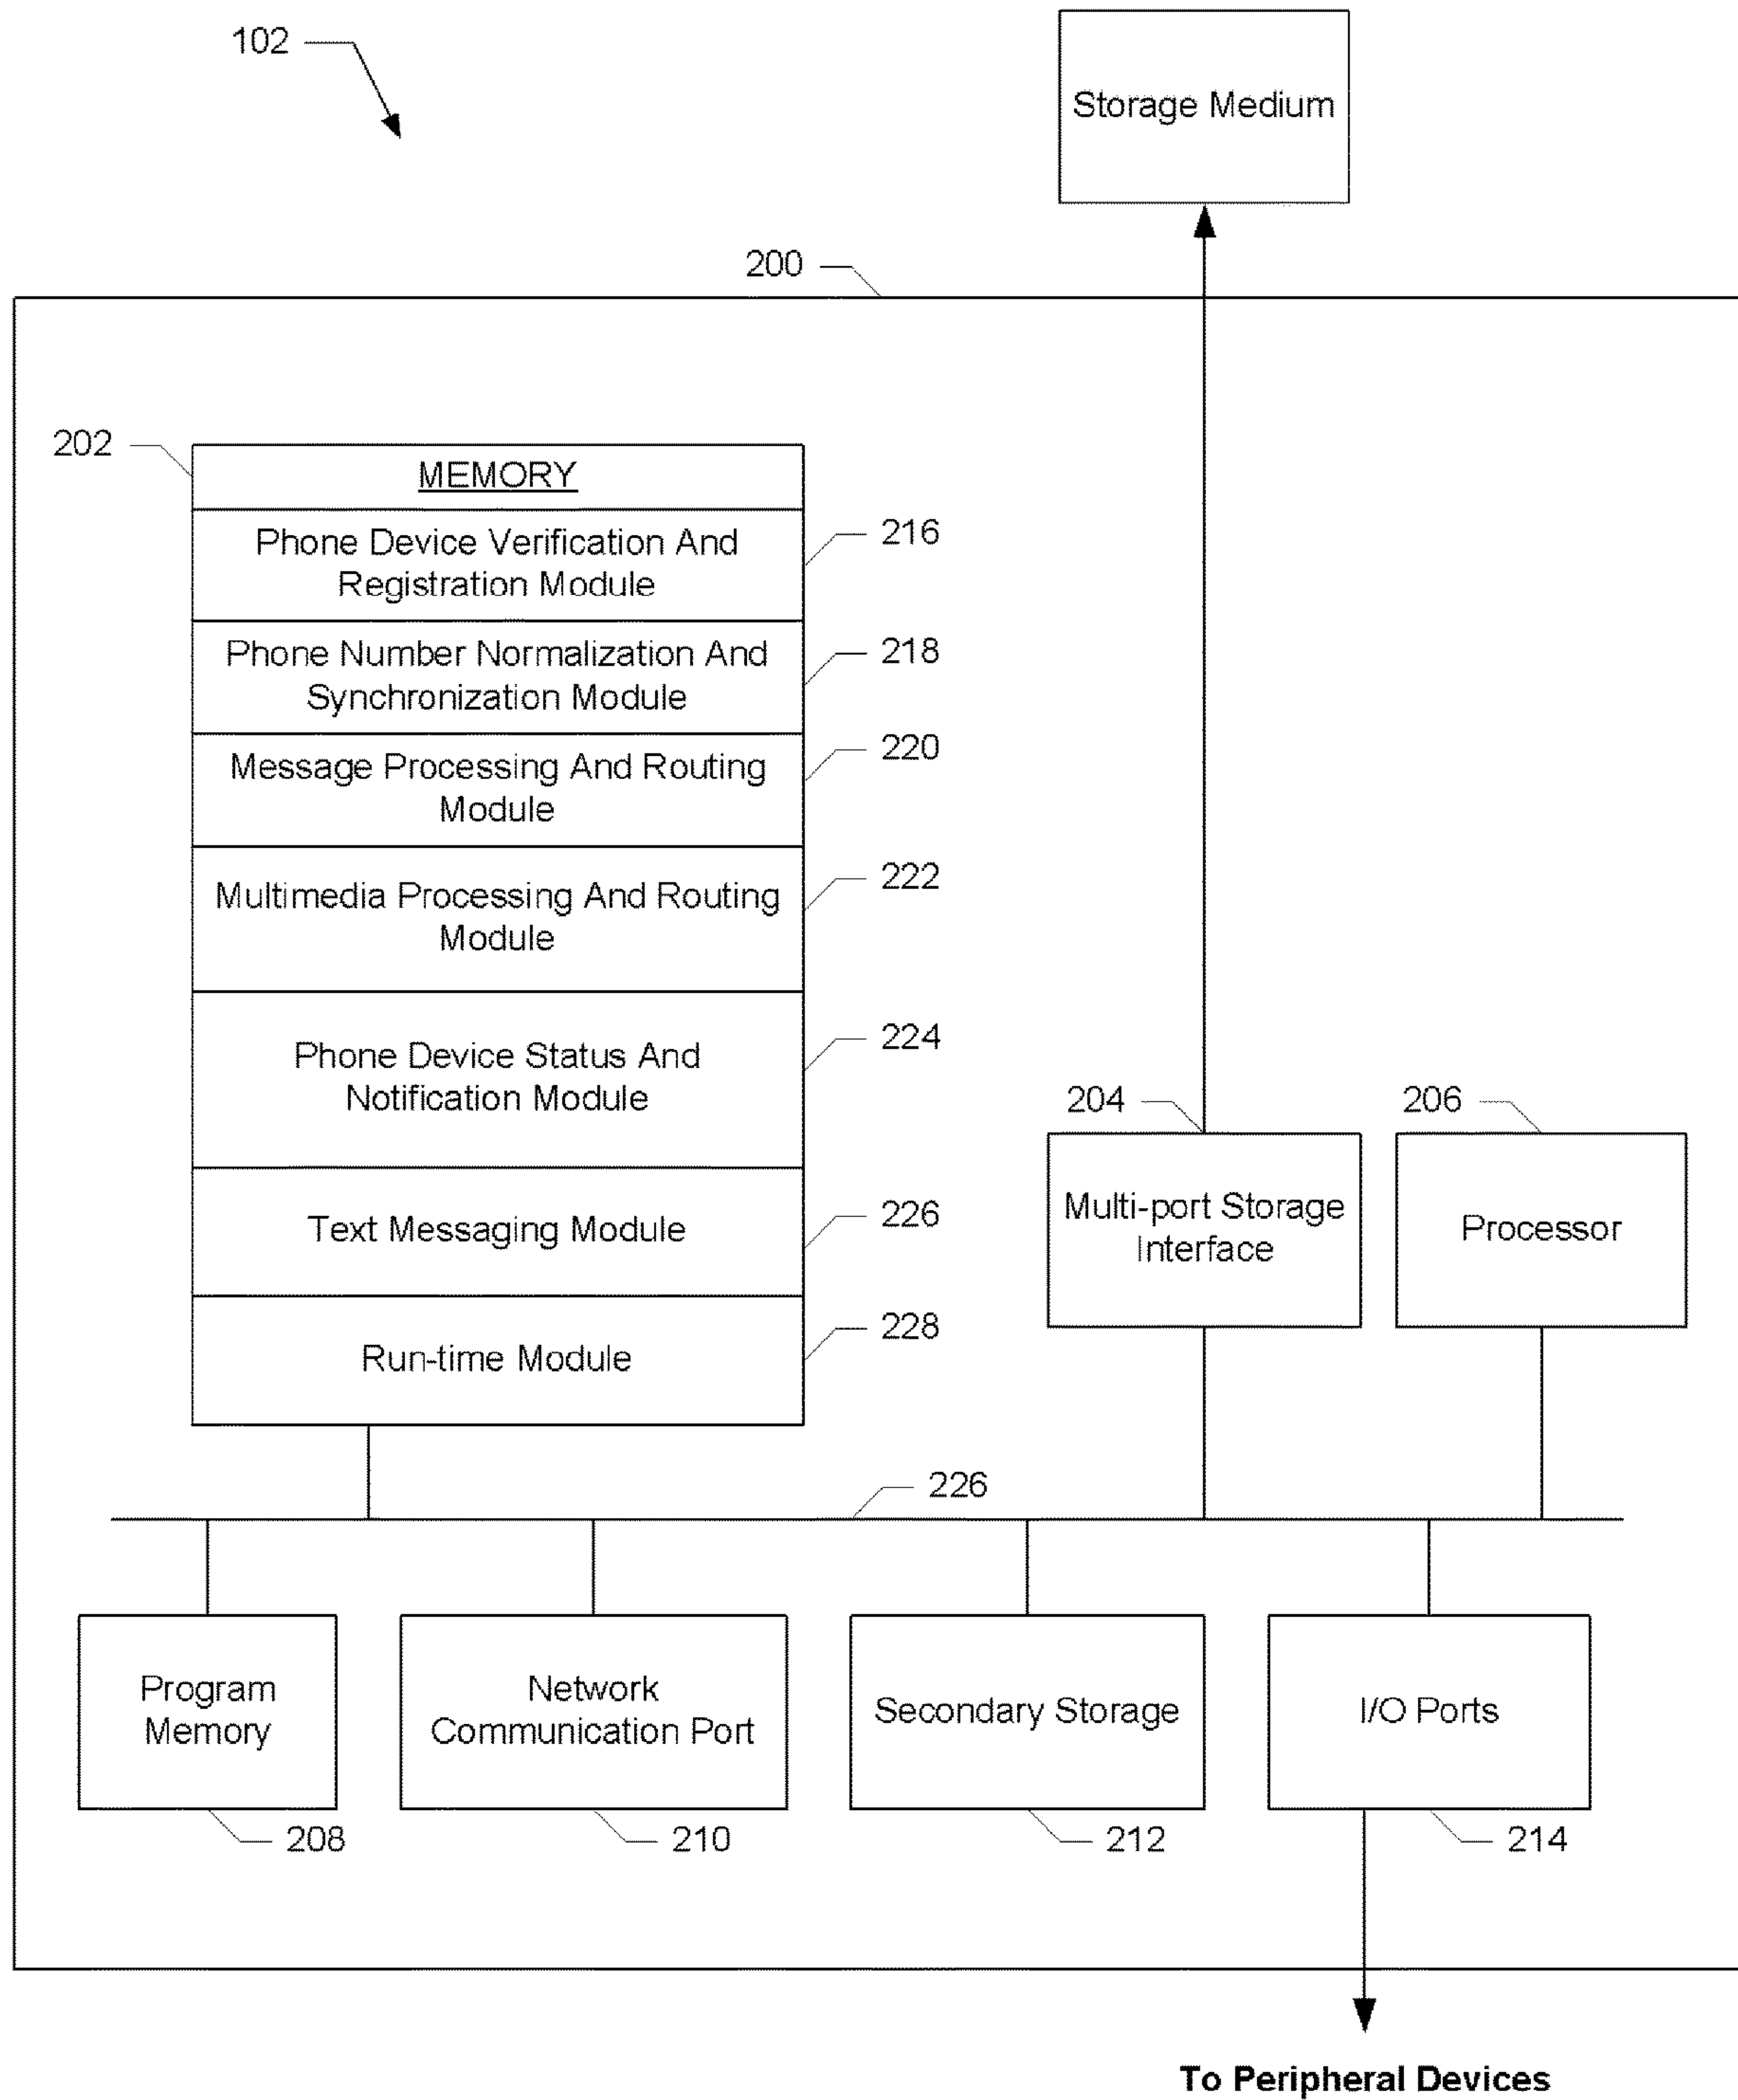 102
Storage Medium
200
202
MEMORY
Phone Device Verification And
Registration Module
216
Phone Number Normalization And
Synchronization Module
218
Message Processing And Routing
Module
220
Multimedia Processing And Routing
Module
222
Phone Device Status And
Notification Module
224
Text Messaging Module
226
Run-time Module
228
204
Multi-port Storage
Interface
206
Processor
226
Program
Memory
208
Network
Communication Port
210
Secondary Storage
212
I/O Ports
214
To Peripheral Devices